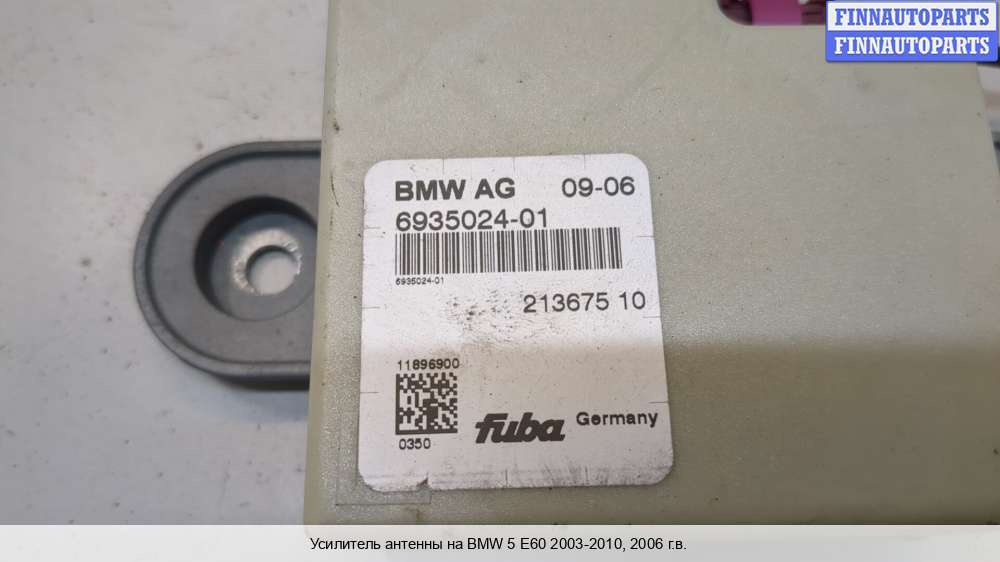 FINNAUTOPARTS
FINNAUTOPARTS
BMW AG 09-06
6935024-01
6935024-01
213675 10
11896900
0350
fuba Germany
Усилитель антенны на BMW 5 E60 2003-2010, 2006 г.в.